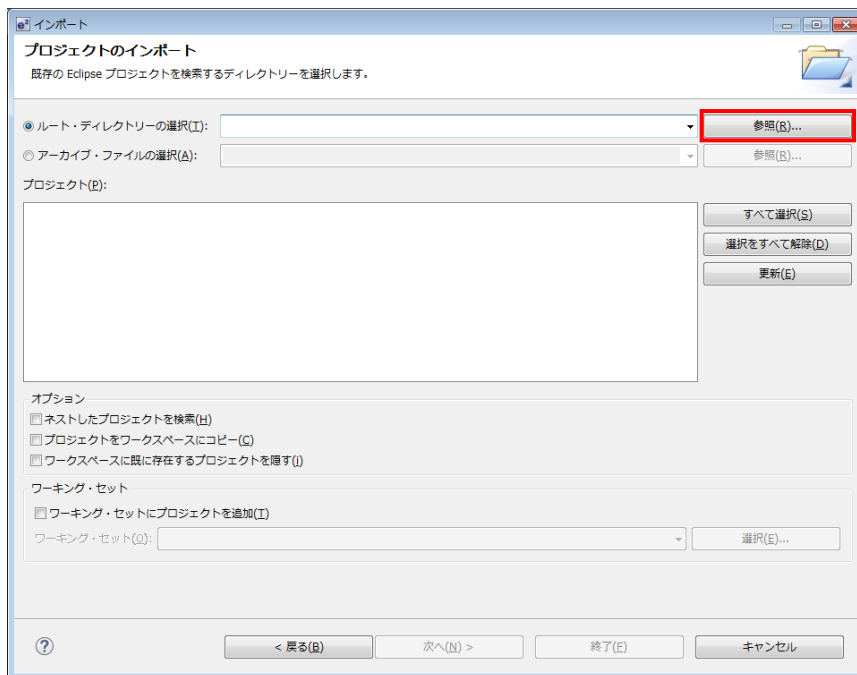 e² インポート
プロジェクトのインポート
既存の Eclipse プロジェクトを検索するディレクトリーを選択します。
ルート・ディレクトリーの選択(T): 参照(R)...
アーカイブ・ファイルの選択(A): 参照(R)...
プロジェクト(P):
すべて選択(S)
選択をすべて解除(D)
更新(E)
オプション
ネストしたプロジェクトを検索(H)
プロジェクトをワークスペースにコピー(C)
ワークスペースに既に存在するプロジェクトを隠す(i)
ワーキング・セット
ワーキング・セットにプロジェクトを追加(T)
ワーキング・セット(O): 選択(E)...
? < 戻る(B) 次へ(N) > 終了(F) キャンセル